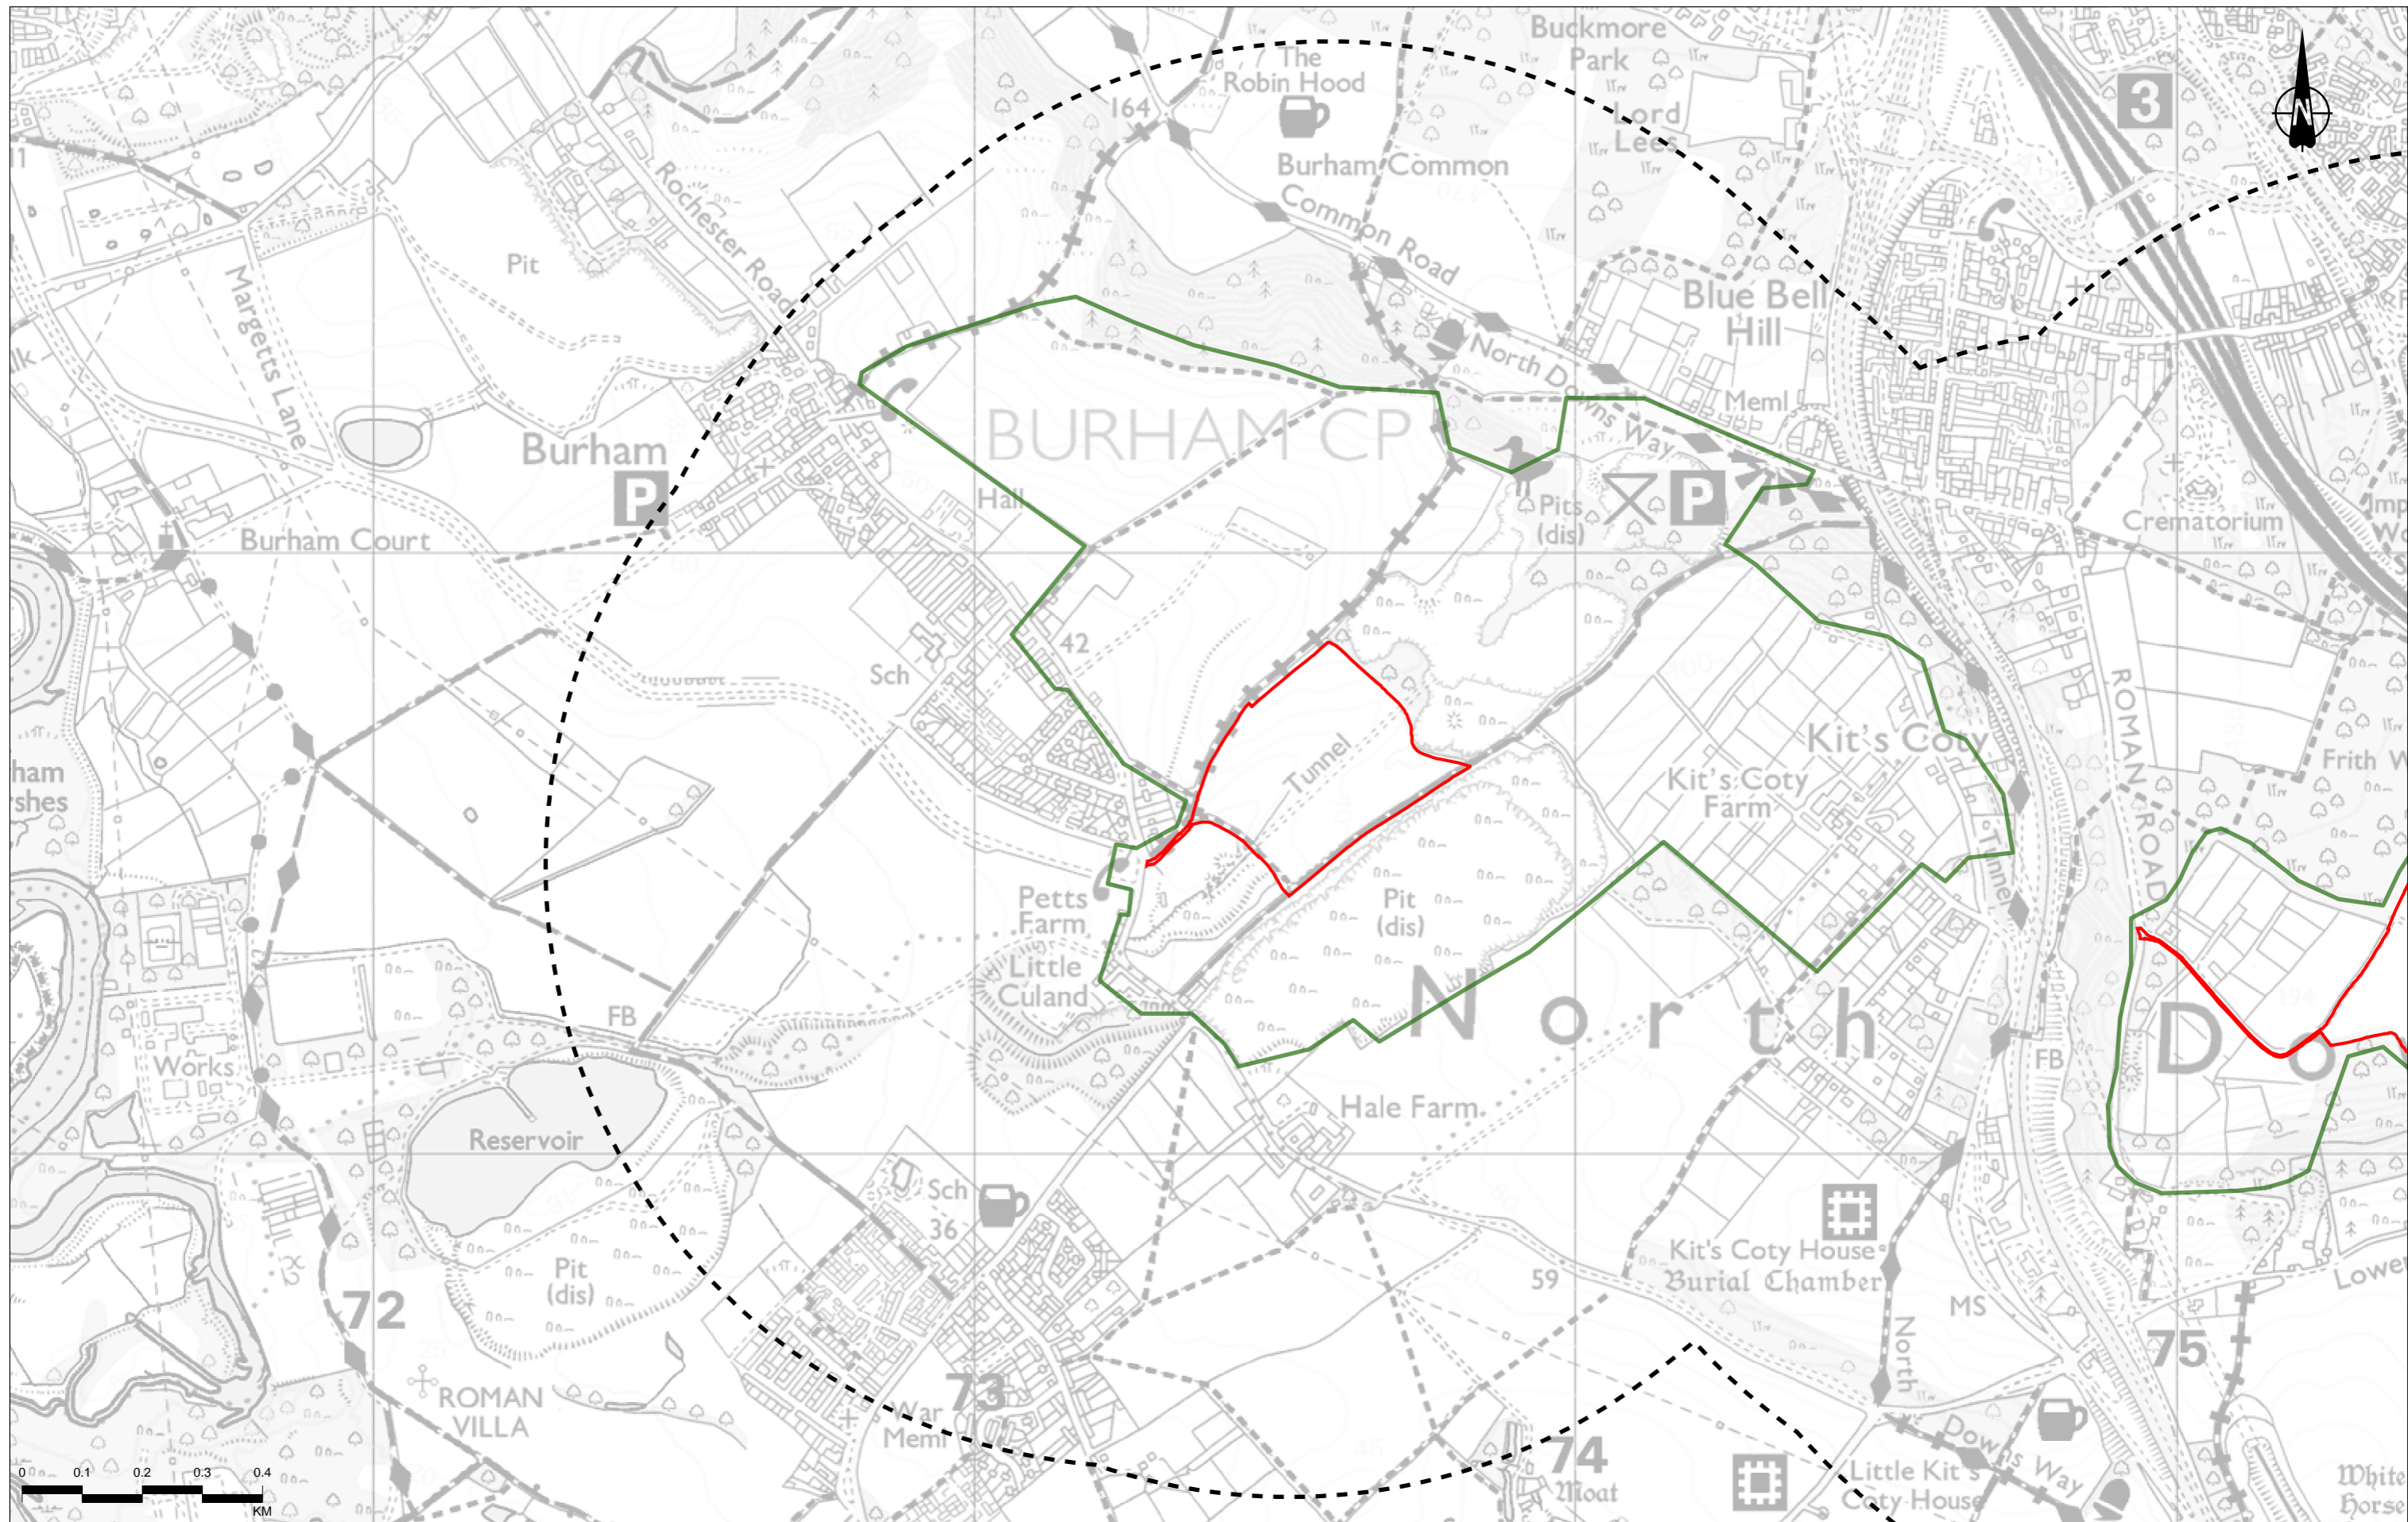 Buckmore
Park
The
Robin Hood
3
N
164
Lord
Lees
11
Burham Common
Rochester Road
Common Road
Pit
Margetts Lane
Blue Bell
Hill
North Downs Way
Meml
BURHAM CP
Burham
P
Hall
Pits
(dis)
P
Crematorium
Burham Court
42
Sch
ROMAN ROAD
Tunnel
Kit's Coty
Kit's Coty
Farm
Frith W
ham
shes
Tunnel
Petts
Farm
Pit
(dis)
Little
Culand
194
North
Do
FB
FB
Works
Hale Farm
Reservoir
Sch
36
Kit's Coty House
Burial Chamber
59
Pit
(dis)
Lower
72
MS
North
75
73
ROMAN
VILLA
War
Meml
Downs Way
74
Moat
Little Kit's
Coty House
White
Horse
0 0.1 0.2 0.3 0.4
KM